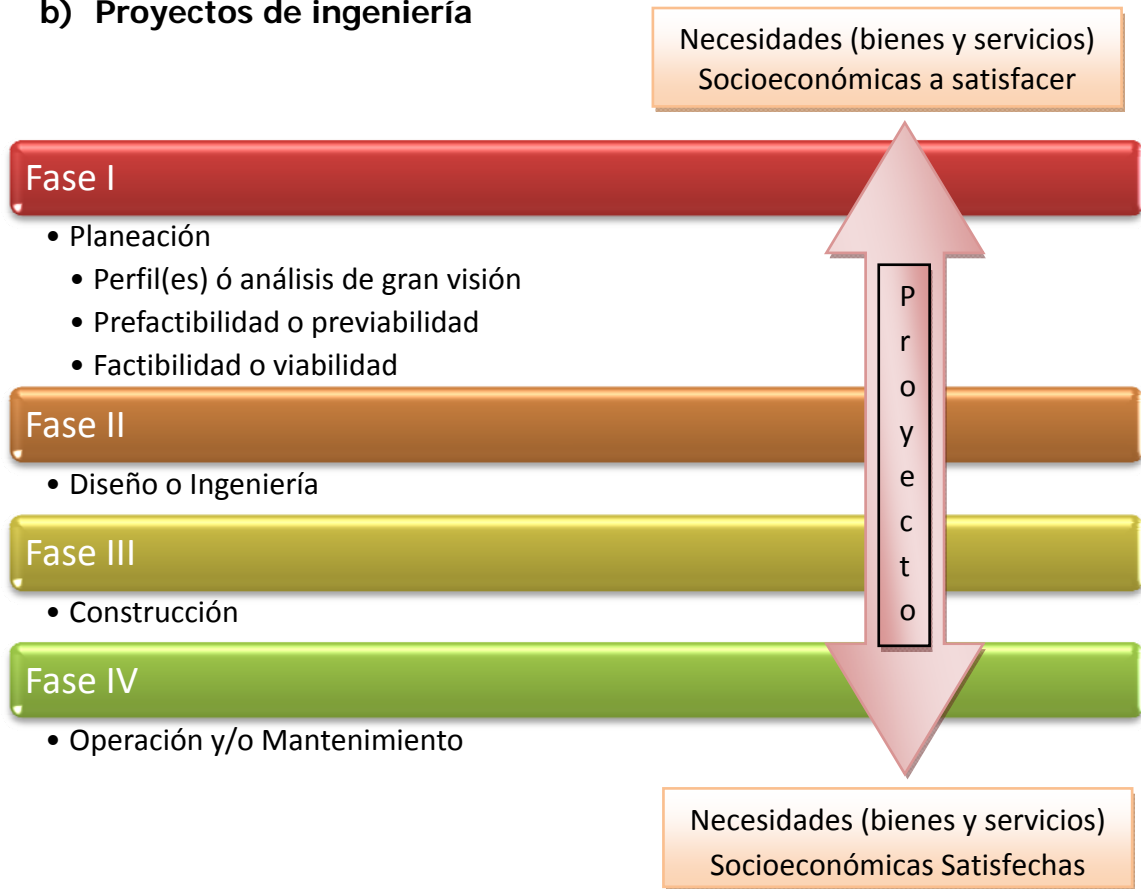 b) Proyectos de ingeniería
Necesidades (bienes y servicios)
Socioeconómicas a satisfacer
Fase I
• Planeación
• Perfil(es) ó análisis de gran visión
• Prefactibilidad o previabilidad
• Factibilidad o viabilidad
Fase II
• Diseño o Ingeniería
Fase III
• Construcción
Fase IV
• Operación y/o Mantenimiento
P
r
o
y
e
c
t
o
Necesidades (bienes y servicios)
Socioeconómicas Satisfechas